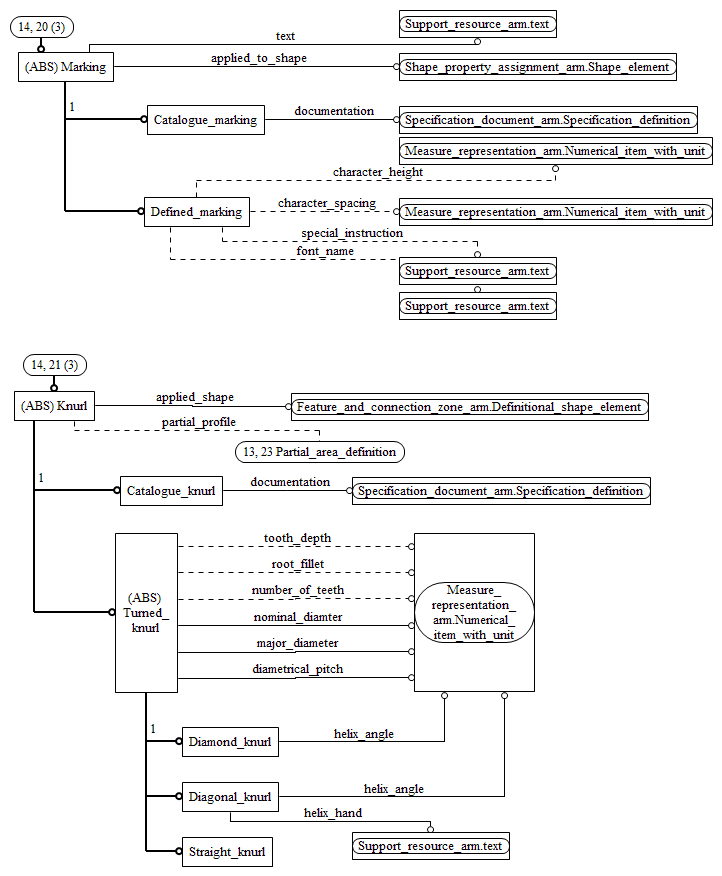 14, 20 (3)
text
Support_resource_arm.text
(ABS) Marking
applied_to_shape
Shape_property_assignment_arm.Shape_element
1
Catalogue_marking
documentation
Specification_document_arm.Specification_definition
Measure_representation_arm.Numerical_item_with_unit
character_height
Defined_marking
character_spacing
Measure_representation_arm.Numerical_item_with_unit
special_instruction
font_name
Support_resource_arm.text
Support_resource_arm.text
14, 21 (3)
(ABS) Knurl
applied_shape
Feature_and_connection_zone_arm.Definitional_shape_element
partial_profile
13, 23 Partial_area_definition
1
Catalogue_knurl
documentation
Specification_document_arm.Specification_definition
(ABS)
Turned_
knurl
tooth_depth
root_fillet
number_of_teeth
nominal_diamter
major_diameter
diametrical_pitch
Measure_
representation_
arm.Numerical_
item_with_unit
1
Diamond_knurl
helix_angle
Diagonal_knurl
helix_angle
helix_hand
Support_resource_arm.text
Straight_knurl